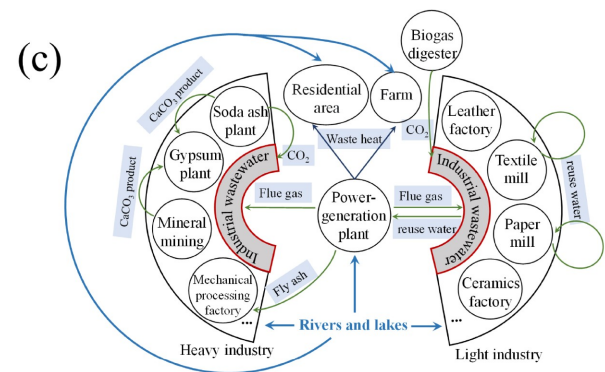 (c)
Biogas
digester
CaCO3 product
Soda ash
plant
Residential
area
Farm
Leather
factory
Waste heat
CO2
CO2
Gypsum
plant
Textile
mill
reuse water
CaCO3 product
Industrial wastewater
Flue gas
Power-
generation
plant
Flue gas
reuse water
Industrial wastewater
Mineral
mining
Paper
mill
Mechanical
processing
factory
Fly ash
Ceramics
factory
...
Rivers and lakes
...
Heavy industry
Light industry